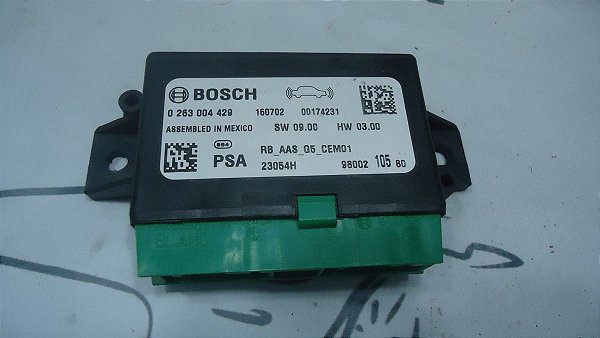 BOSCH
0 263 004 429 160702 00174231
ASSEMBLED IN MEXICO SW 09.00 HW 03.00
RB_AAS_G5_CEM01
PSA 23054H 98002 105 80